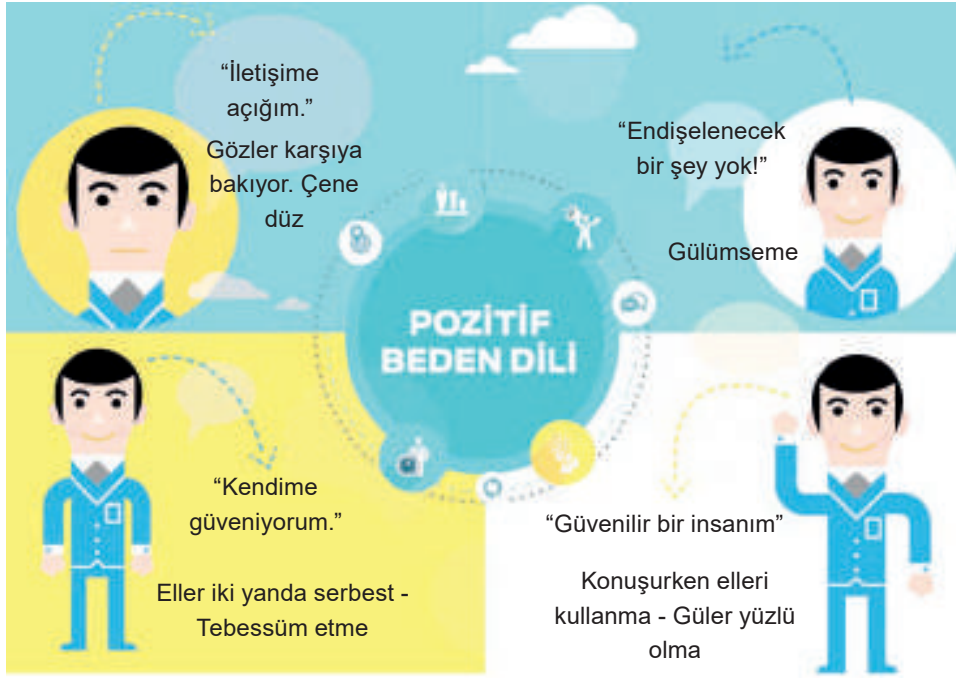 “İletişime
açığım.”
Gözler karşıya
bakıyor. Çene
düz
“Endişelenecek
bir şey yok!”
Gülümseme
POZİTİF
BEDEN DİLİ
“Kendime
güveniyorum.”
Eller iki yanda serbest -
Tebessüm etme
“Güvenilir bir insanım”
Konuşurken elleri
kullanma - Güler yüzlü
olma